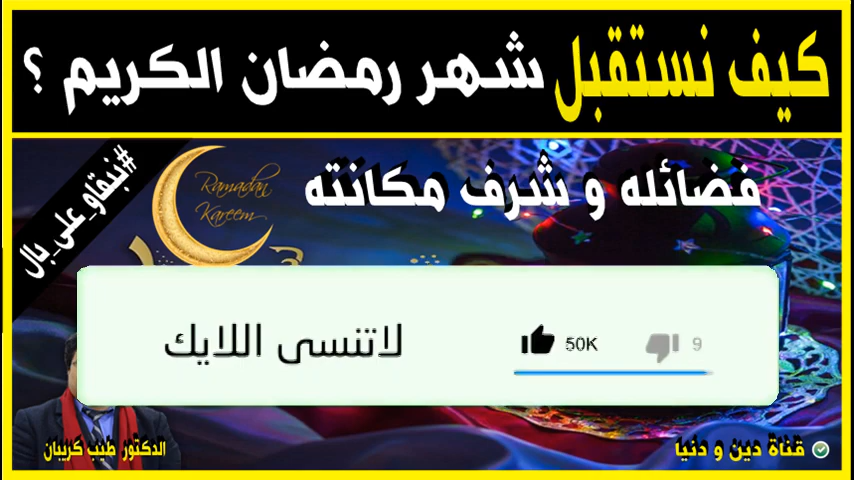 كيف نستقبل شهر رمضان الكريم ؟
#بنبقاو_على_بال
Ramadan
Kareem
فضائله و شرف مكانته
لاتنسى اللايك
50K
9
الدكتور طيب كريبان
قناة دين و دنيا